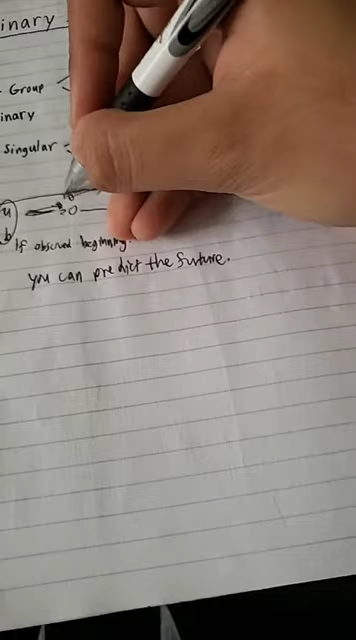 inary
Group
inary
Singular
If observed beginning.
you can predict the future.